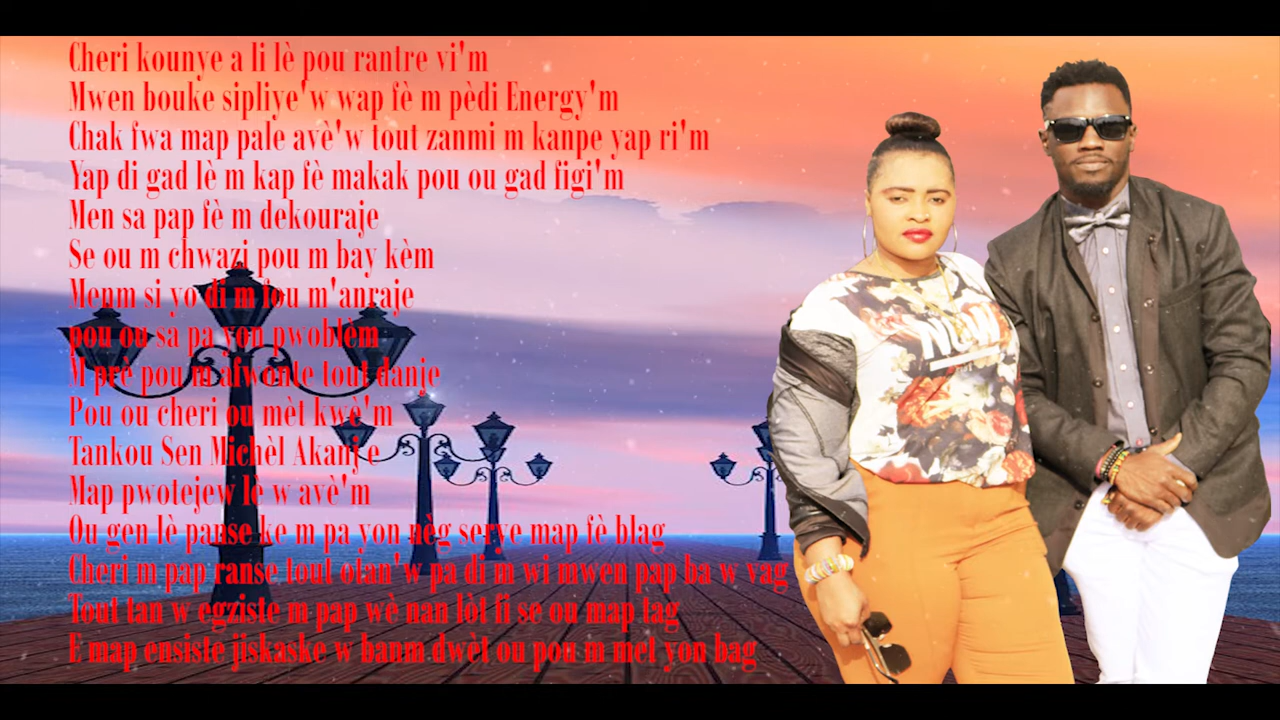 Cheri kounye a li lè pou rantre vi'm
Mwen bouke sipliye'w wap fè m pèdi Energy'm
Chak fwa map pale avè'w tout zanmi m kanpe yap ri'm
Yap di gad lè m kap fè makak pou ou gad figi'm
Men sa pap fè m dekouraje
Se ou m chwazi pou m bay kèm
Menm si yo di m fou m'anraje
pou ou sa pa yon pwoblèm
M prè pou m afwonte tout danje
Pou ou cheri ou mèt kwè'm
Tankou Sen Michèl Akanje
Map pwotejew lè w avè'm
Ou gen lè panse ke m pa yon nèg serye map fè blag
Cheri m pap ranse tout otan'w pa di m wi mwen pap ba w vag
Tout tan w egziste m pap wè nan lòt fi se ou map tag
E map ensiste jiskaske w banm dwèt ou pou m met yon bag
NOW